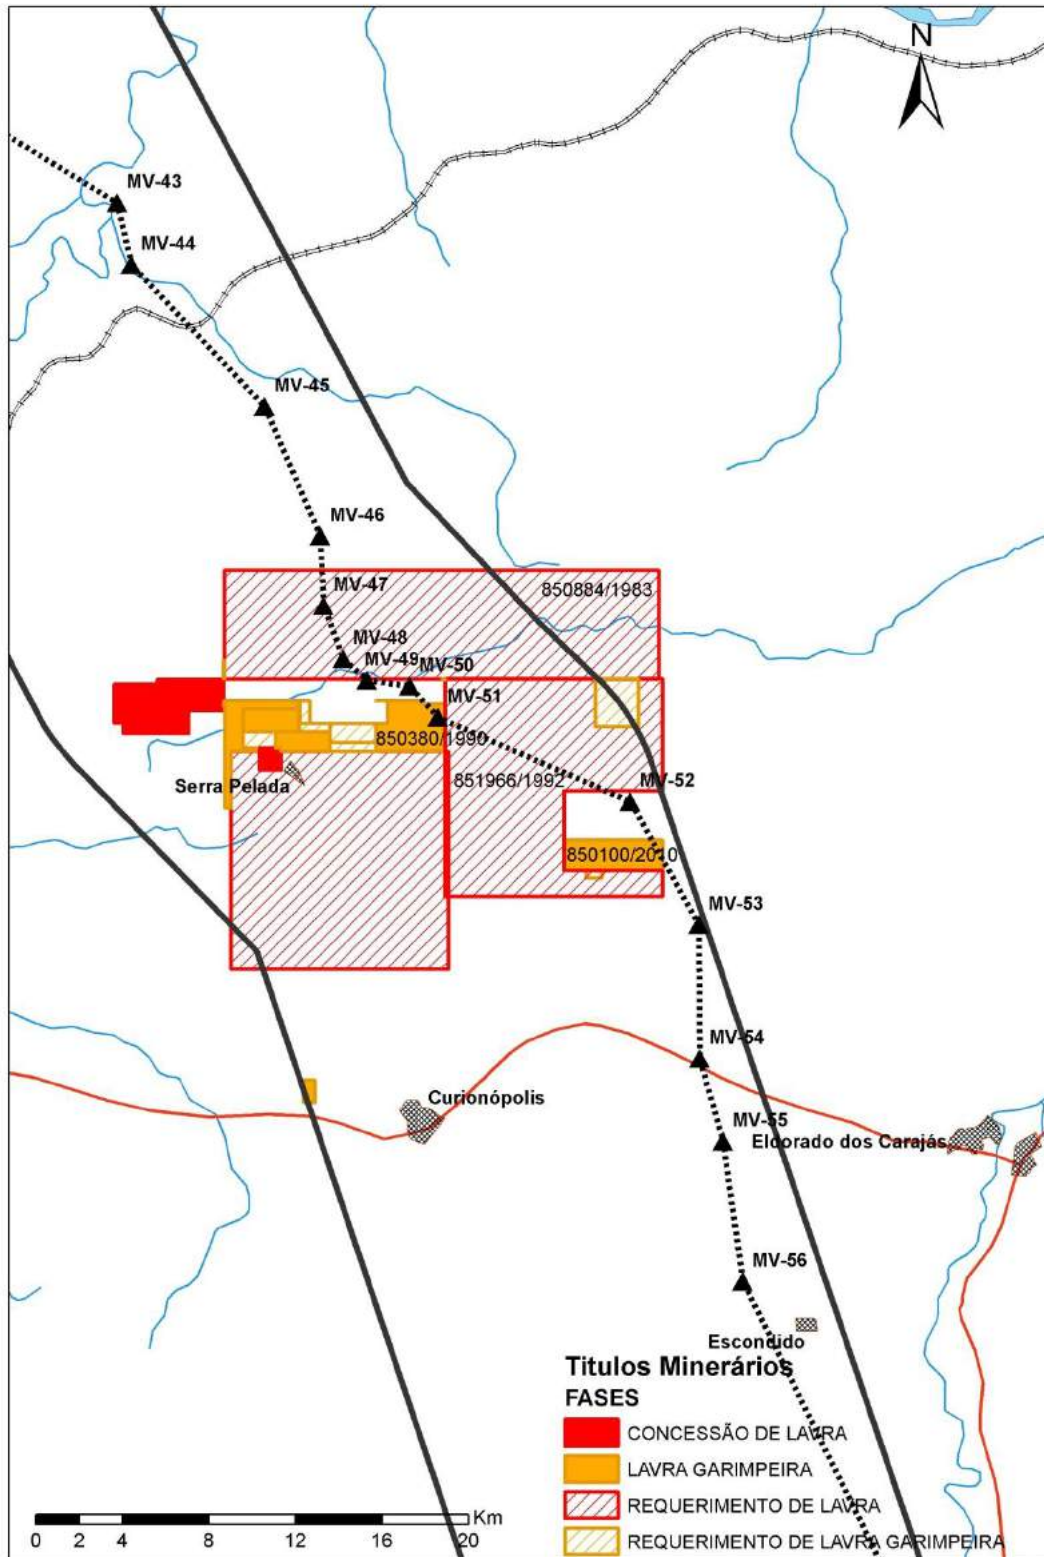 N
MV-43
MV-44
MV-45
MV-46
850884/1983
MV-47
MV-48
MV-49
MV-50
MV-51
850380/1990
Serra Pelada
851966/1992
MV-52
850100/2010
MV-53
MV-54
Curionópolis
MV-55
Eldorado dos Carajás
MV-56
Escondido
Titulos Minerários
FASES
CONCESSÃO DE LAVRA
LAVRA GARIMPEIRA
REQUERIMENTO DE LAVRA
REQUERIMENTO DE LAVRA GARIMPEIRA
Km
0 2 4 8 12 16 20